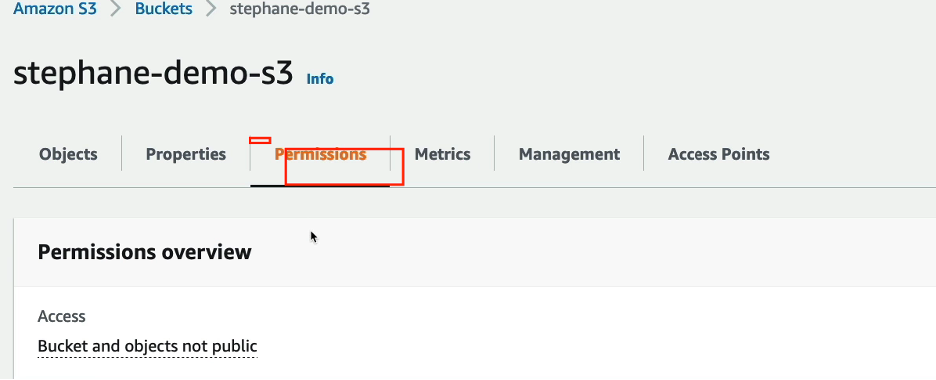 Amazon S3 > Buckets > stephane-demo-s3
stephane-demo-s3 Info
Objects Properties Permissions Metrics Management Access Points
Permissions overview
Access
Bucket and objects not public